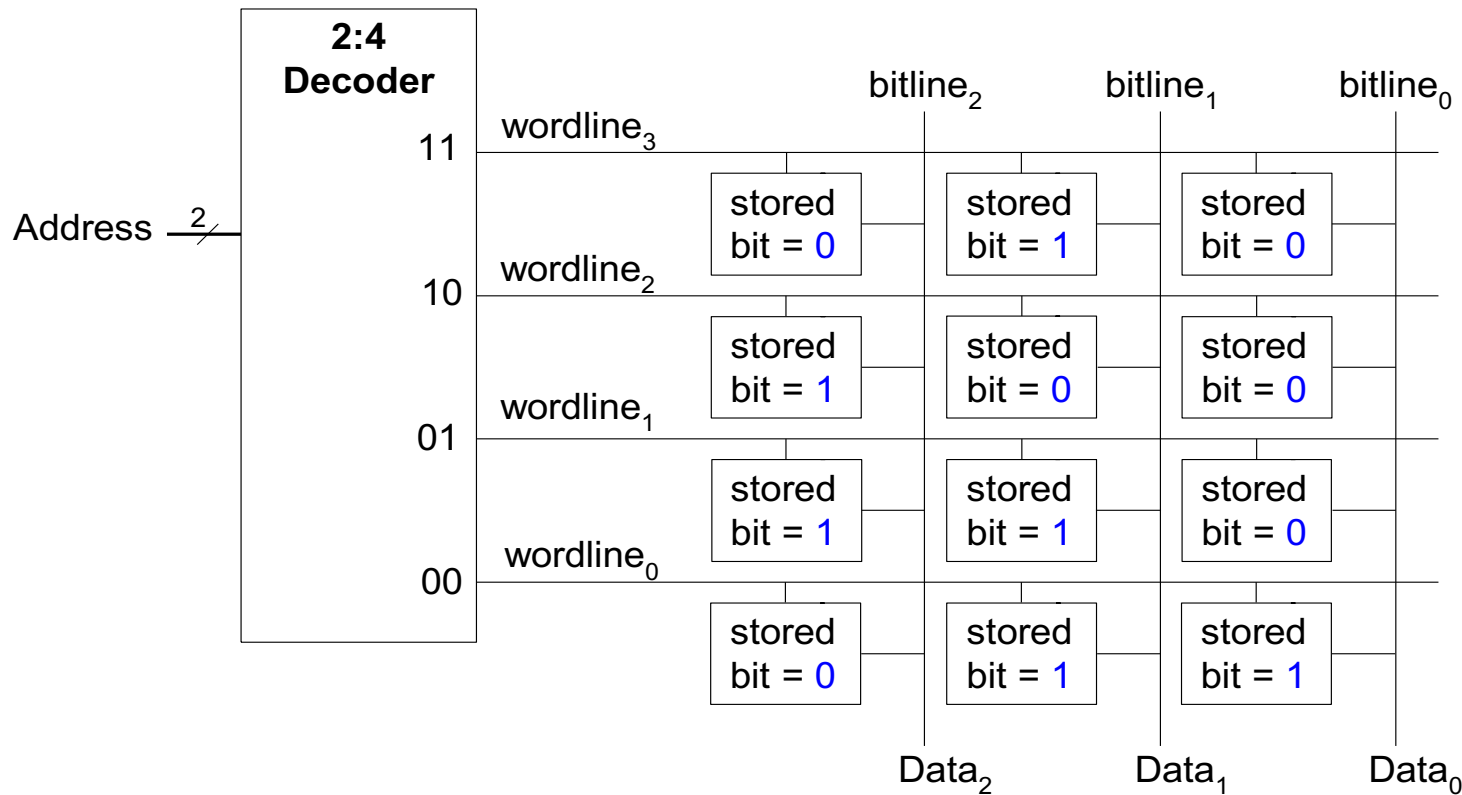 2:4
Decoder
bitline₂ bitline₁ bitline₀
wordline₃
11
stored stored stored
bit = 0 bit = 1 bit = 0
Address 2
wordline₂
10
stored stored stored
bit = 1 bit = 0 bit = 0
wordline₁
01
stored stored stored
bit = 1 bit = 1 bit = 0
wordline₀
00
stored stored stored
bit = 0 bit = 1 bit = 1
Data₂ Data₁ Data₀